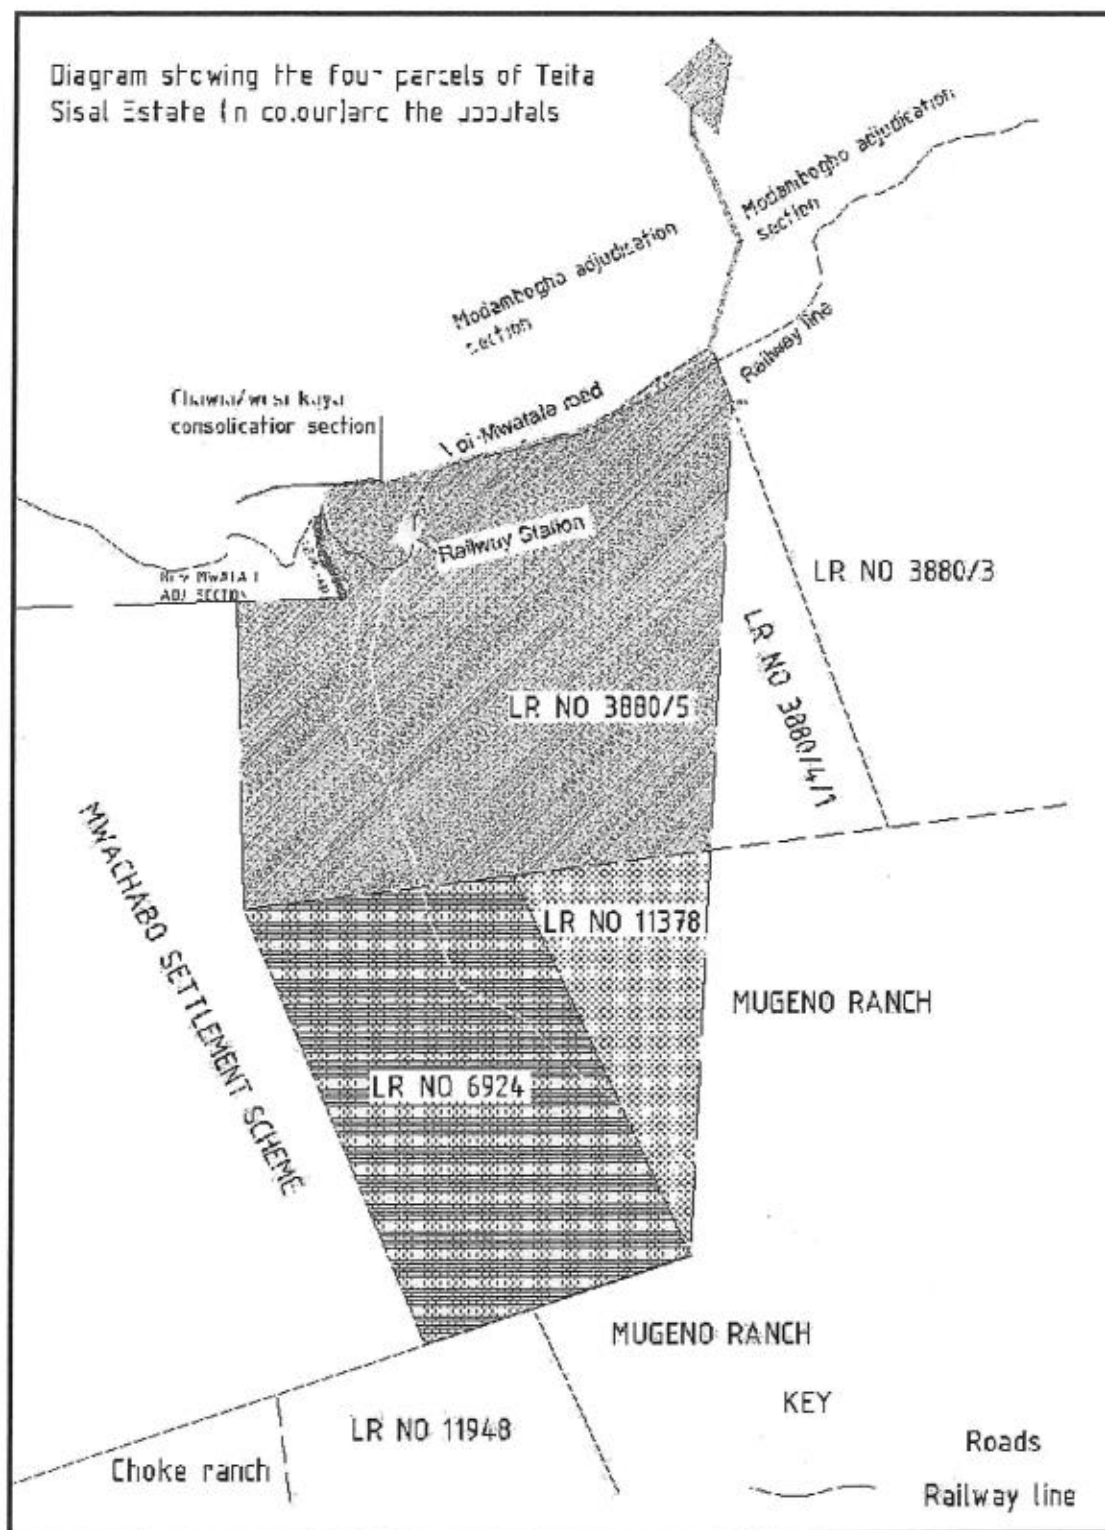 Diagram showing the four parcels of Teita
Sisal Estate (in colour)and the
Modambogho adjudication
section
Modambogho adjudication
section
Railway line
consolidation section
Voi-Mwatate road
Railway Station
ADJ SECTION
LR NO 3880/3
LR NO 3880/5
LR NO 3880/4/1
MWACHABO SETTLEMENT SCHEME
LR NO 11378
MUGENO RANCH
LR NO 6924
MUGENO RANCH
KEY
LR NO 11948
Roads
Choke ranch
Railway line